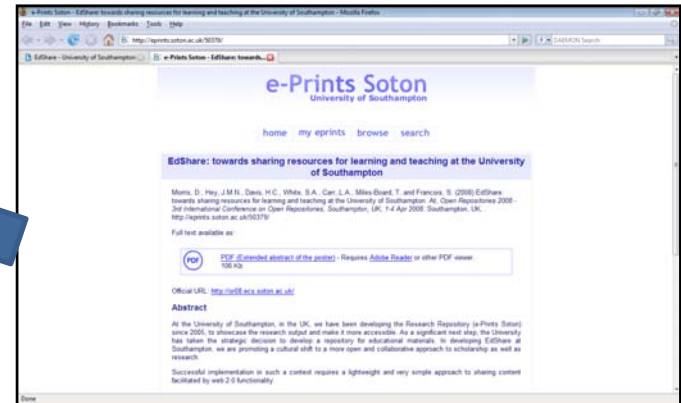 e-Prints Soton - EdShare: towards sharing resources for learning and teaching at the University of Southampton - Mozilla Firefox
File Edit View History Bookmarks Tools Help
http://eprints.soton.ac.uk/50379/
DAEMON Search
EdShare - University of Southampton
e-Prints Soton - EdShare: towards...
e-Prints Soton
University of Southampton
home my eprints browse search
EdShare: towards sharing resources for learning and teaching at the University
of Southampton
Morris, D., Hey, J.M.N., Davis, H.C., White, S.A., Carr, L.A., Miles-Board, T. and Francois, S. (2008) EdShare:
towards sharing resources for learning and teaching at the University of Southampton. At, Open Repositories 2008 -
3rd International Conference on Open Repositories, Southampton, UK, 1-4 Apr 2008. Southampton, UK, .
http://eprints.soton.ac.uk/50379/
Full text available as:
PDF
PDF (Extended abstract of the poster) - Requires Adobe Reader or other PDF viewer.
106 Kb
Official URL: http://or08.ecs.soton.ac.uk/
Abstract
At the University of Southampton, in the UK, we have been developing the Research Repository (e-Prints Soton)
since 2005, to showcase the research output and make it more accessible. As a significant next step, the University
has taken the strategic decision to develop a repository for educational materials. In developing EdShare at
Southampton, we are promoting a cultural shift to a more open and collaborative approach to scholarship as well as
research.
Successful implementation in such a context requires a lightweight and very simple approach to sharing content
facilitated by web 2.0 functionality.
Done